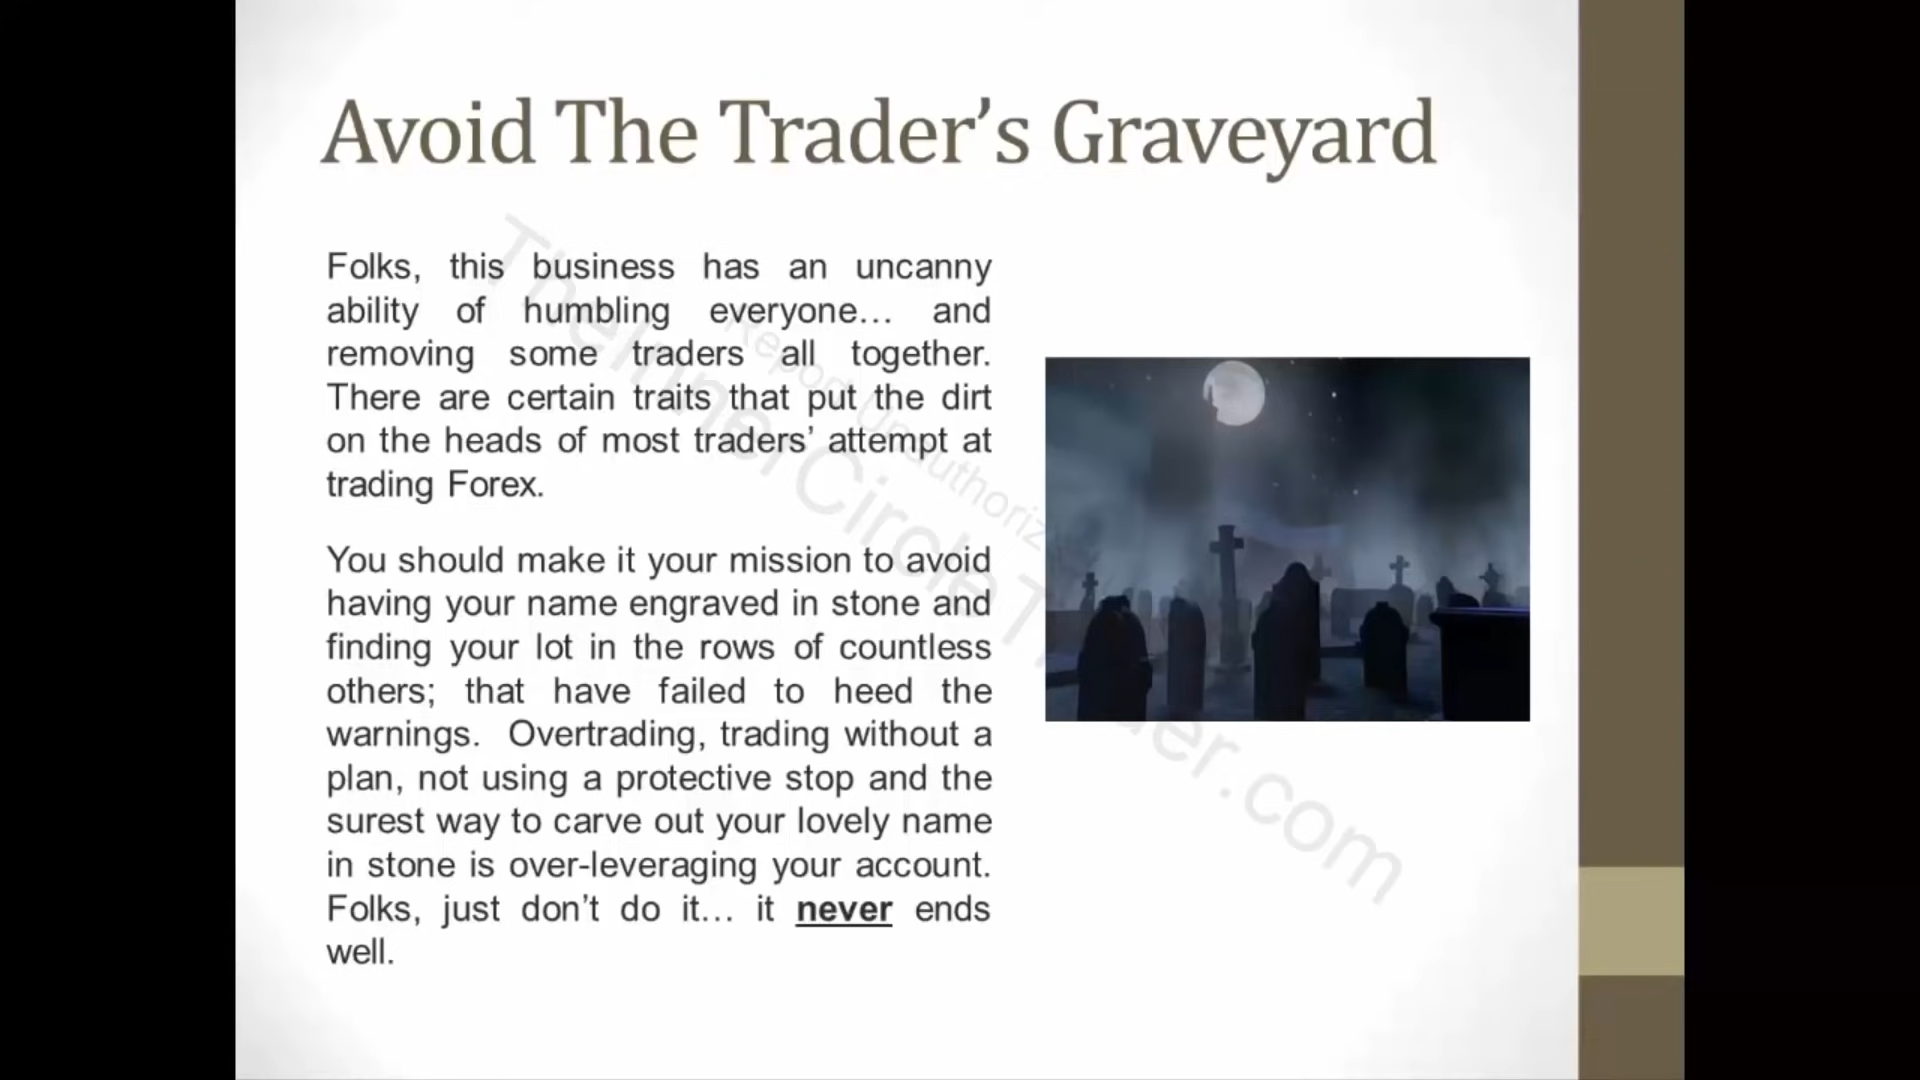 Avoid The Trader’s Graveyard
Folks, this business has an uncanny
ability of humbling everyone… and
removing some traders all together.
There are certain traits that put the dirt
on the heads of most traders’ attempt at
trading Forex.
You should make it your mission to avoid
having your name engraved in stone and
finding your lot in the rows of countless
others; that have failed to heed the
warnings.  Overtrading, trading without a
plan, not using a protective stop and the
surest way to carve out your lovely name
in stone is over-leveraging your account.
Folks, just don’t do it… it never ends
well.